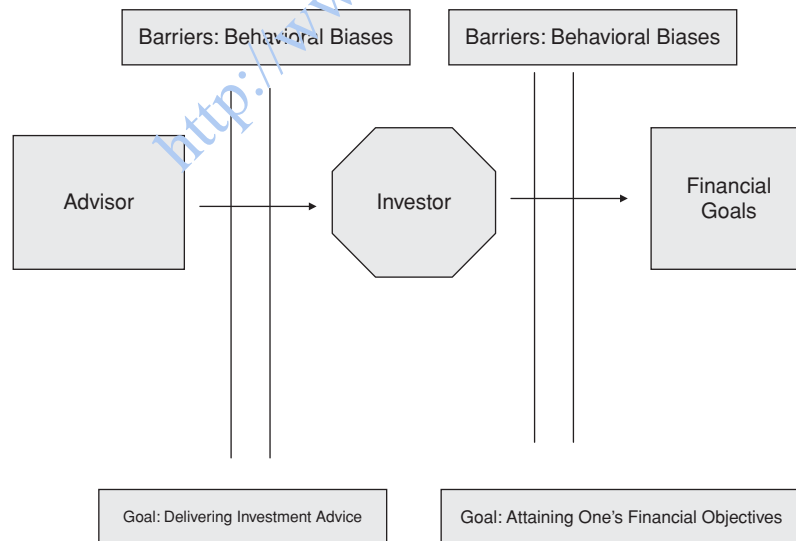 Barriers: Behavioral Biases
Barriers: Behavioral Biases
http://w
Advisor
Investor
Financial
Goals
Goal: Delivering Investment Advice
Goal: Attaining One's Financial Objectives